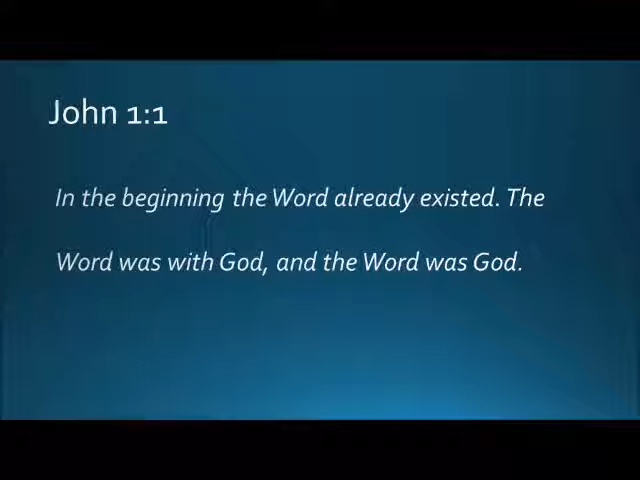 John 1:1
In the beginning the Word already existed. The
Word was with God, and the Word was God.